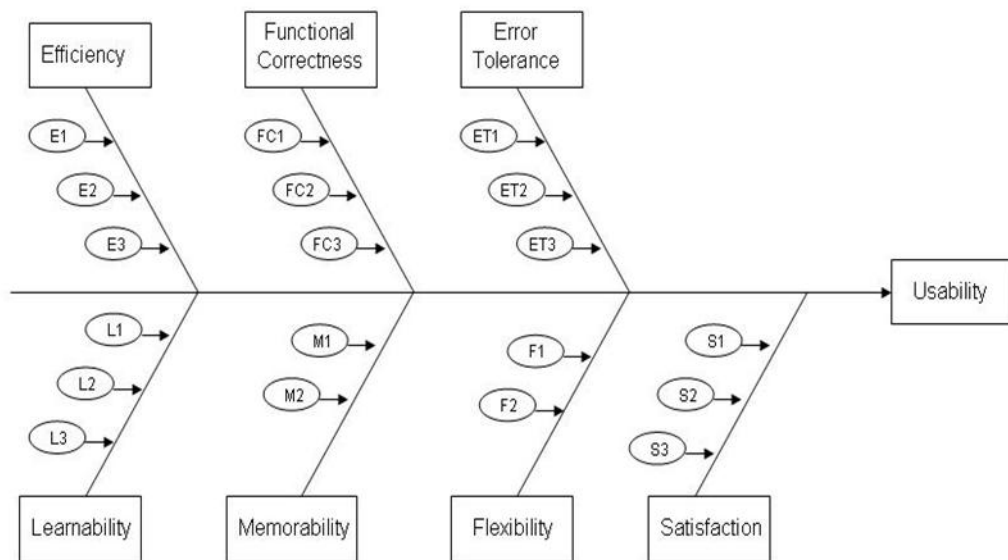 Efficiency
Functional
Correctness
Error
Tolerance
E1
FC1
ET1
E2
FC2
ET2
E3
FC3
ET3
Usability
L1
M1
F1
S1
L2
M2
F2
S2
L3
S3
Learnability
Memorability
Flexibility
Satisfaction